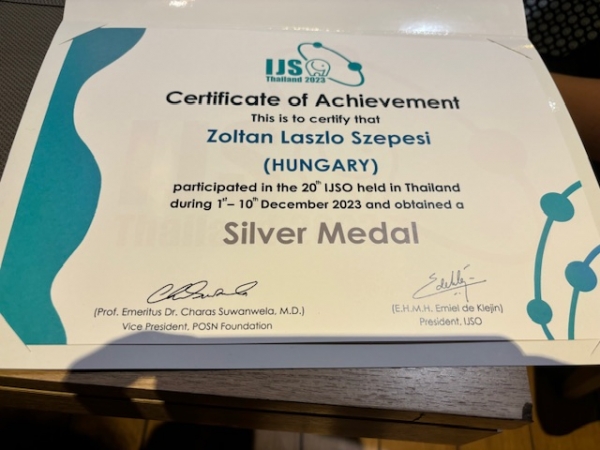 IJSO
Thailand 2023
Certificate of Achievement
This is to certify that
Zoltan Laszlo Szepesi
(HUNGARY)
participated in the 20th IJSO held in Thailand
during 1st– 10th December 2023 and obtained a
Silver Medal
(Prof. Emeritus Dr. Charas Suwanwela, M.D.)
Vice President, POSN Foundation
(E.H.M.H. Emiel de Kleijn)
President, IJSO